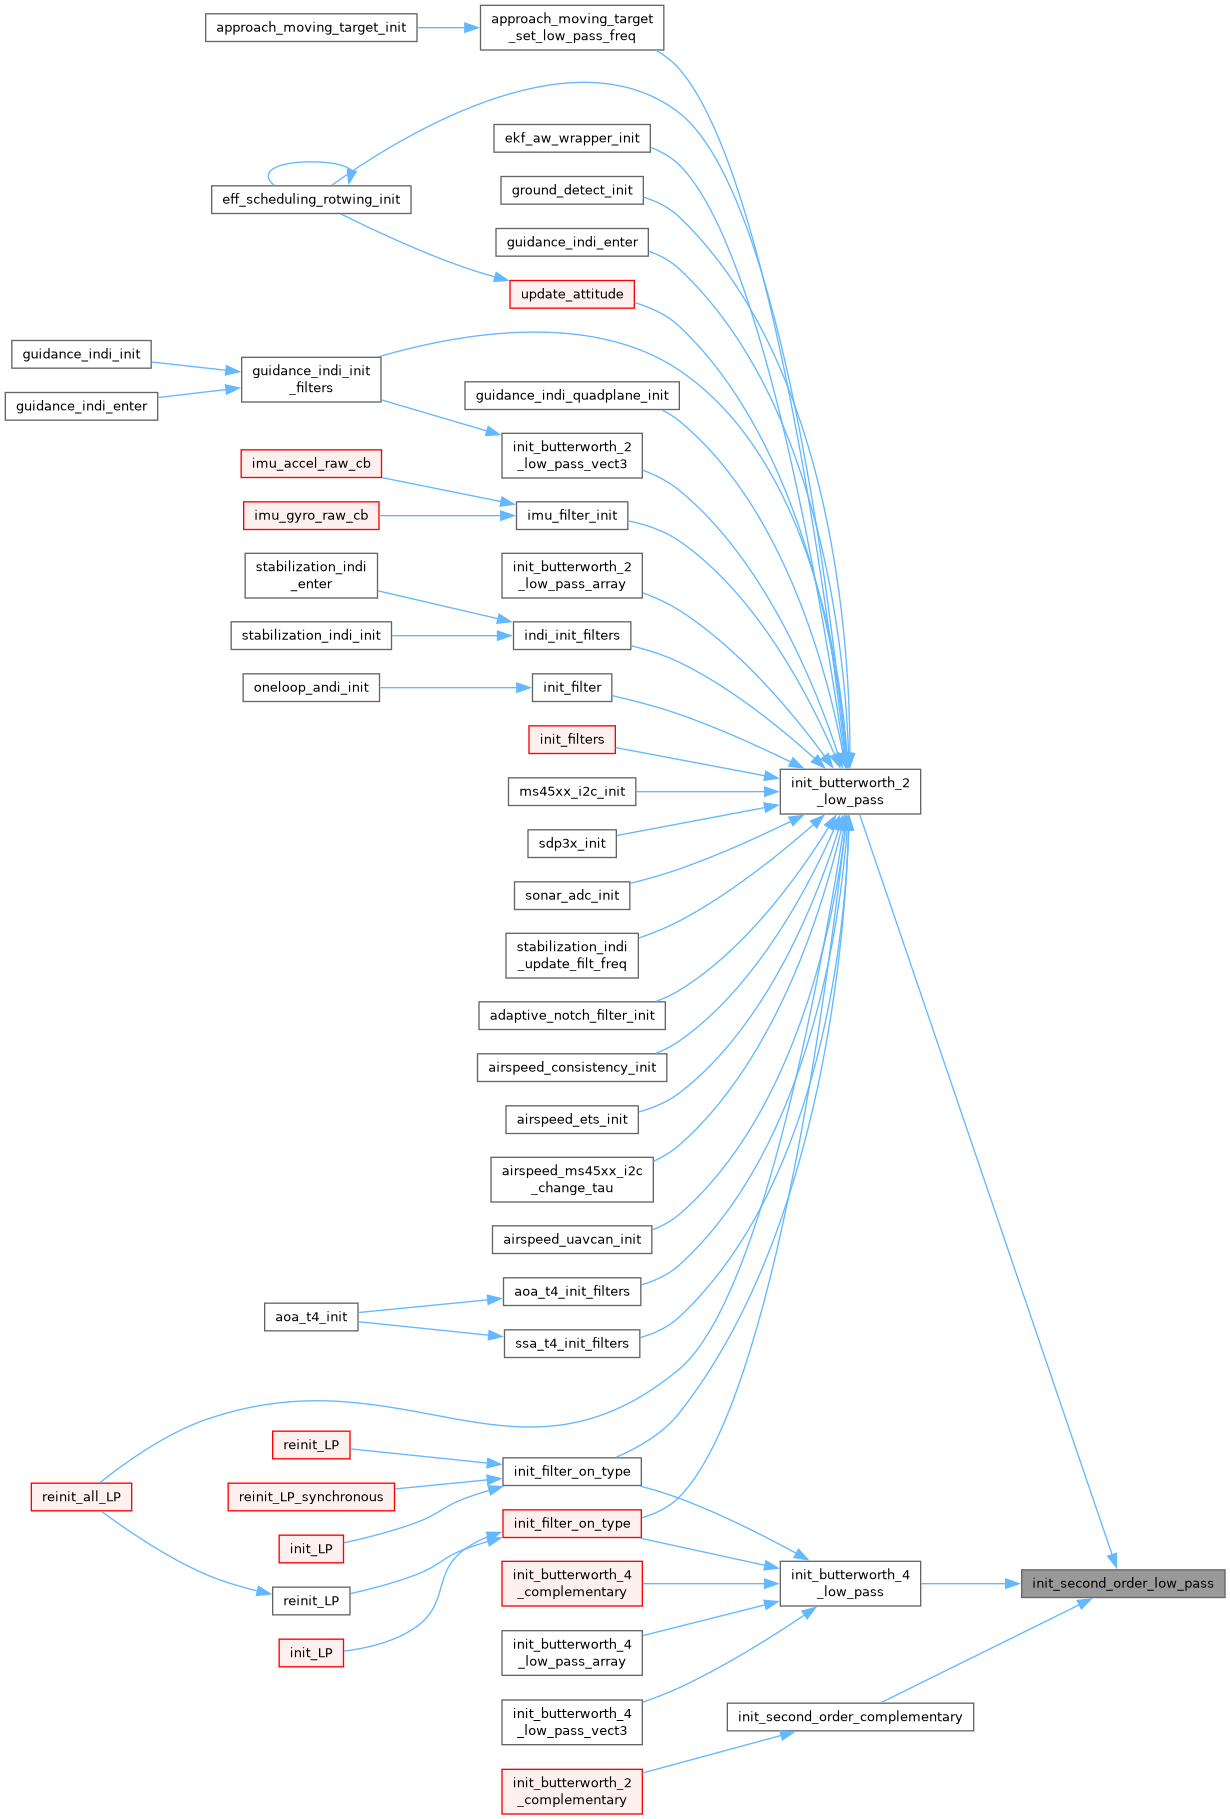 approach_moving_target_init
approach_moving_target
_set_low_pass_freq
ekf_aw_wrapper_init
ground_detect_init
eff_scheduling_rotwing_init
guidance_indi_enter
update_attitude
guidance_indi_init
guidance_indi_enter
guidance_indi_init
_filters
guidance_indi_quadplane_init
init_butterworth_2
_low_pass_vect3
imu_accel_raw_cb
imu_gyro_raw_cb
imu_filter_init
stabilization_indi
_enter
init_butterworth_2
_low_pass_array
stabilization_indi_init
indi_init_filters
oneloop_andi_init
init_filter
init_filters
ms45xx_i2c_init
init_butterworth_2
_low_pass
sdp3x_init
sonar_adc_init
stabilization_indi
_update_filt_freq
adaptive_notch_filter_init
airspeed_consistency_init
airspeed_ets_init
airspeed_ms45xx_i2c
_change_tau
airspeed_uavcan_init
aoa_t4_init_filters
aoa_t4_init
ssa_t4_init_filters
reinit_LP
init_filter_on_type
reinit_all_LP
reinit_LP_synchronous
init_filter_on_type
init_LP
init_butterworth_4
_complementary
init_butterworth_4
_low_pass
init_second_order_low_pass
reinit_LP
init_LP
init_butterworth_4
_low_pass_array
init_butterworth_4
_low_pass_vect3
init_second_order_complementary
init_butterworth_2
_complementary